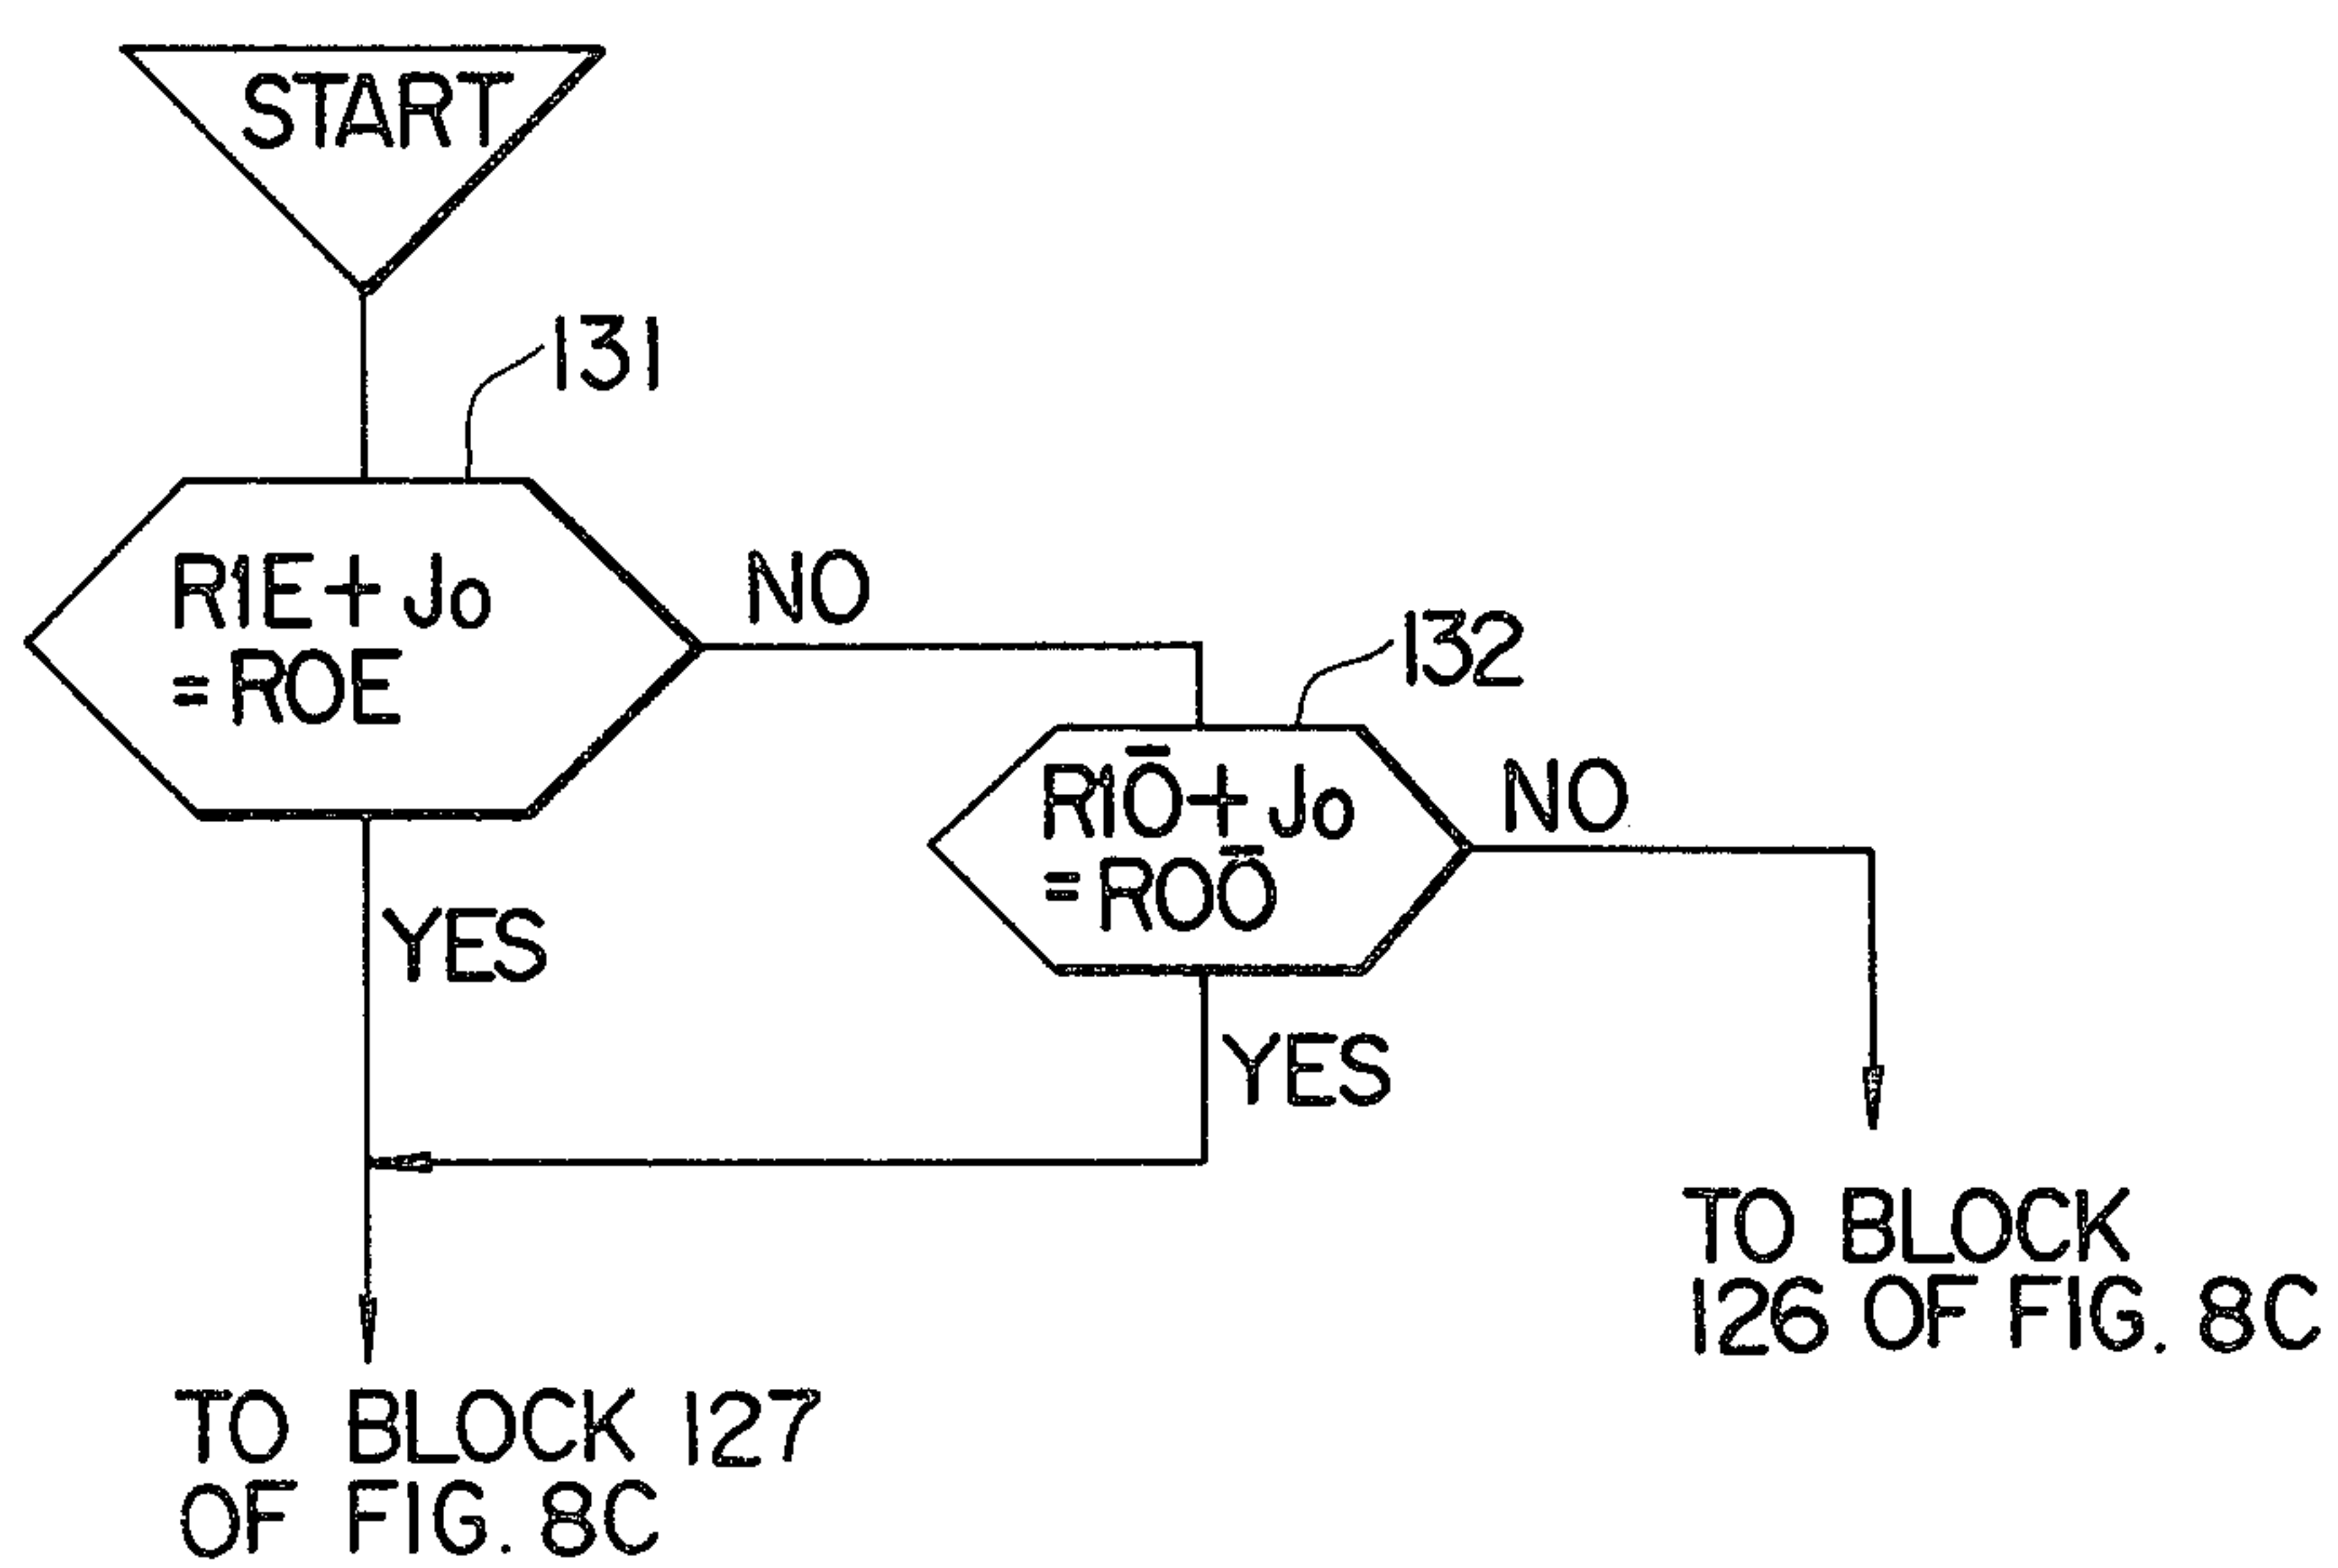 START
131
R1E+Jo
=ROE
NO
132
R1Ō+Jo
=ROŌ
NO
YES
YES
TO BLOCK
126 OF FIG. 8C
TO BLOCK 127
OF FIG. 8C